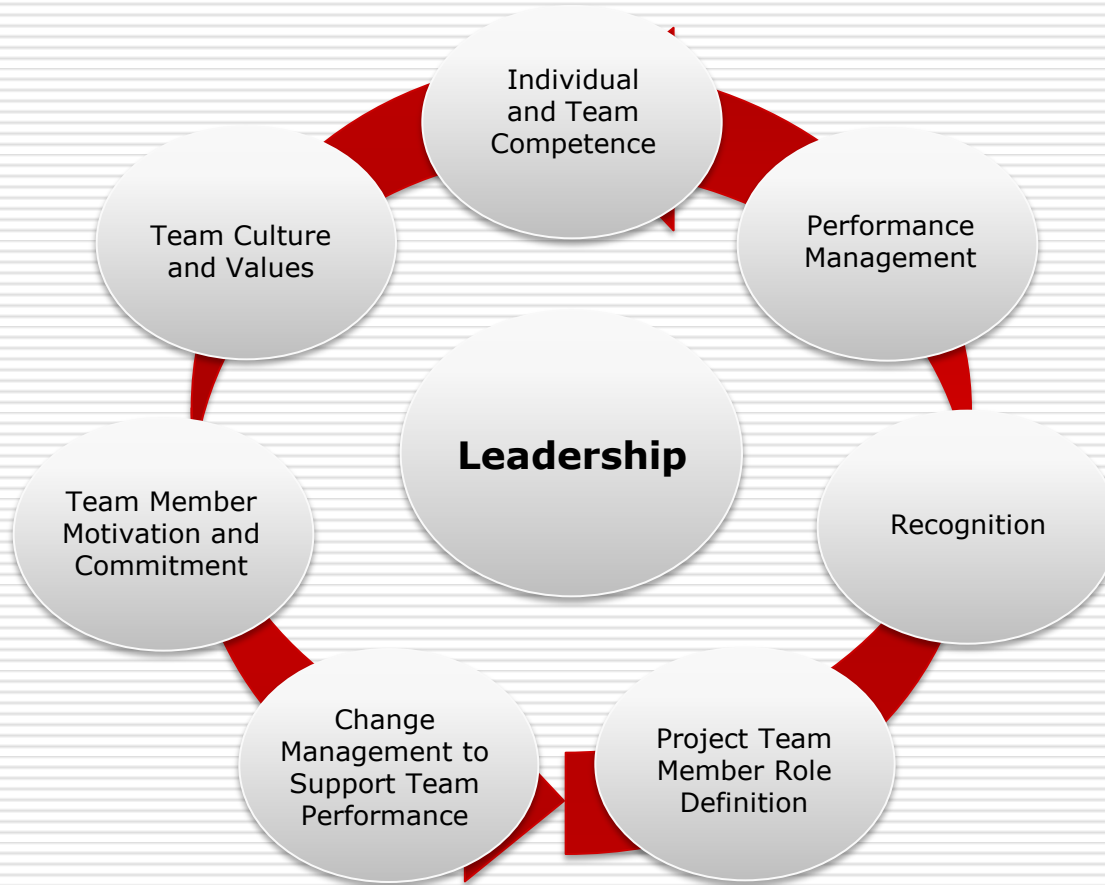 Individual
and Team
Competence
Performance
Management
Recognition
Project Team
Member Role
Definition
Change
Management to
Support Team
Performance
Team Member
Motivation and
Commitment
Team Culture
and Values
Leadership